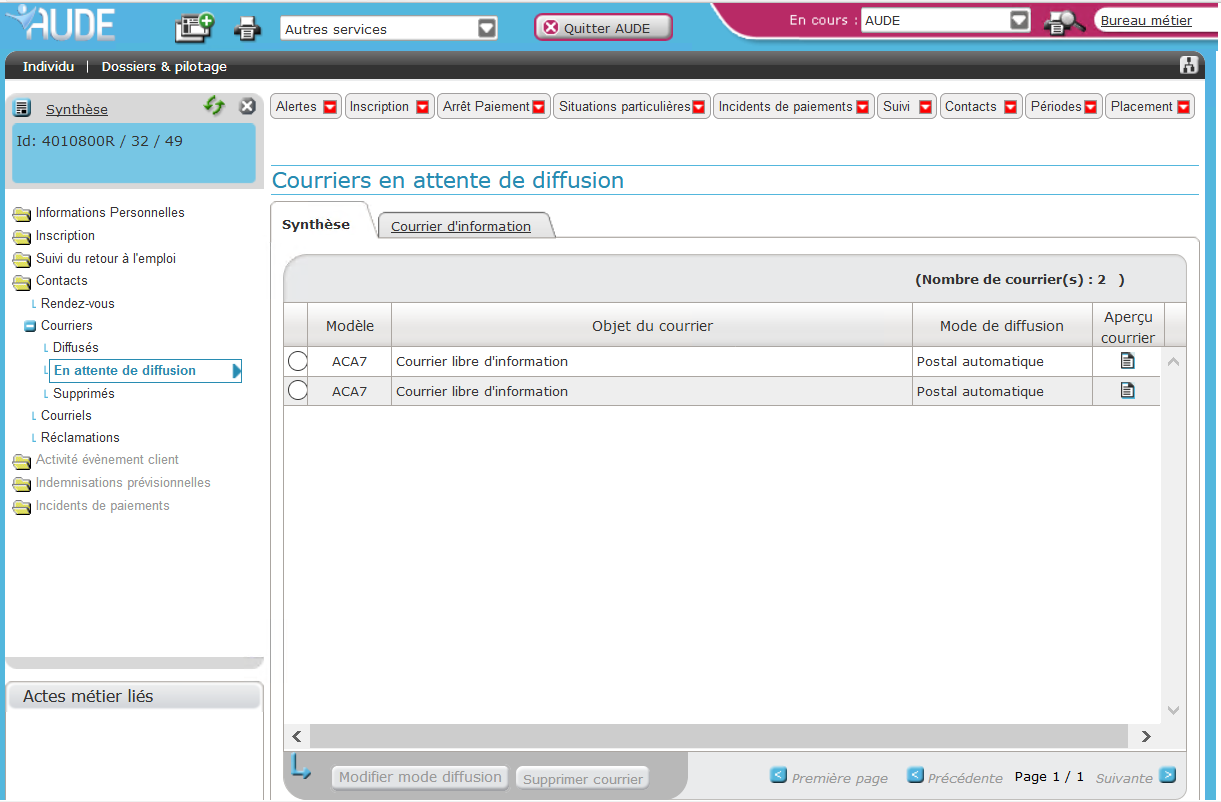 AUDE
Autres services
Quitter AUDE
En cours :
AUDE
Bureau métier
Individu | Dossiers & pilotage
Synthèse
Id: 4010800R / 32 / 49
Alertes
Inscription
Arrêt Paiement
Situations particulières
Incidents de paiements
Suivi
Contacts
Périodes
Placement
Informations Personnelles
Inscription
Suivi du retour à l'emploi
Contacts
Rendez-vous
Courriers
Diffusés
En attente de diffusion
Supprimés
Courriels
Réclamations
Activité évènement client
Indemnisations prévisionnelles
Incidents de paiements
Actes métier liés
Courriers en attente de diffusion
Synthèse
Courrier d'information
(Nombre de courrier(s) : 2 )
Modèle
Objet du courrier
Mode de diffusion
Aperçu
courrier
ACA7 Courrier libre d'information Postal automatique
ACA7 Courrier libre d'information Postal automatique
Modifier mode diffusion
Supprimer courrier
Première page
Précédente
Page 1 / 1
Suivante